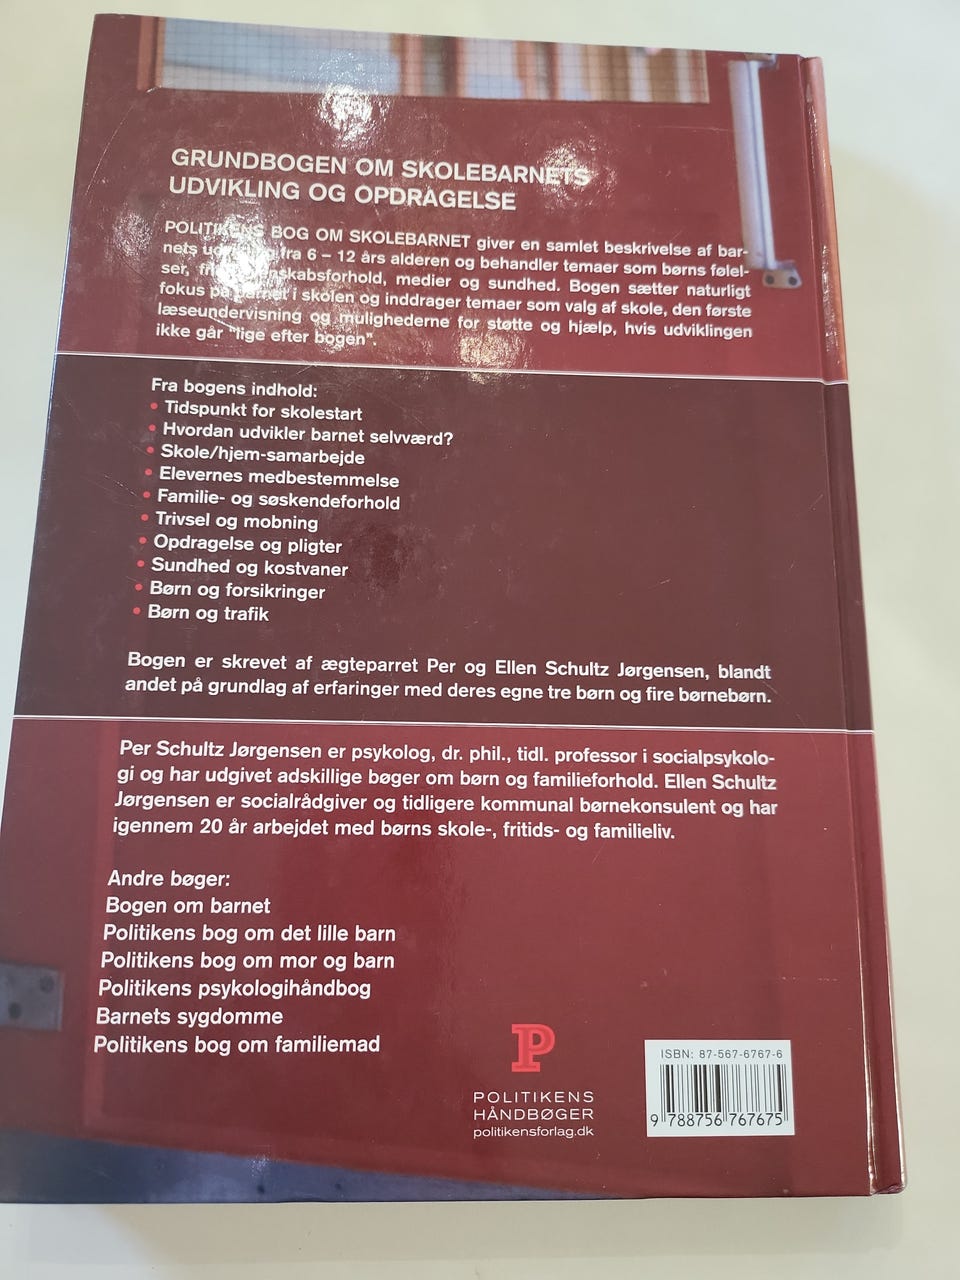 GRUNDBOGEN OM SKOLEBARNETS
UDVIKLING OG OPDRAGELSE
POLITIKENS BOG OM SKOLEBARNET giver en samlet beskrivelse af bar-
nets fra 6 – 12 års alderen og behandler temaer som børns følel-
ser, medier og sundhed. Bogen sætter naturligt
fokus på barnet i skolen og inddrager temaer som valg af skole, den første
læseundervisning og mulighederne for støtte og hjælp, hvis udviklingen
ikke går "lige efter bogen".
Fra bogens indhold:
• Tidspunkt for skolestart
• Hvordan udvikler barnet selvværd?
• Skole/hjem-samarbejde
• Elevernes medbestemmelse
• Familie- og søskendeforhold
• Trivsel og mobning
• Opdragelse og pligter
• Sundhed og kostvaner
• Børn og forsikringer
• Børn og trafik
Bogen er skrevet af ægteparret Per og Ellen Schultz Jørgensen, blandt
andet på grundlag af erfaringer med deres egne tre børn og fire børnebørn.
Per Schultz Jørgensen er psykolog, dr. phil., tidl. professor i socialpsykolo-
gi og har udgivet adskillige bøger om børn og familieforhold. Ellen Schultz
Jørgensen er socialrådgiver og tidligere kommunal børnekonsulent og har
igennem 20 år arbejdet med børns skole-, fritids- og familieliv.
Andre bøger:
Bogen om barnet
Politikens bog om det lille barn
Politikens bog om mor og barn
Politikens psykologihåndbog
Barnets sygdomme
Politikens bog om familiemad
P
POLITIKENS
HÅNDBØGER
politikensforlag.dk
ISBN: 87-567-6767-6
9 788756 767675